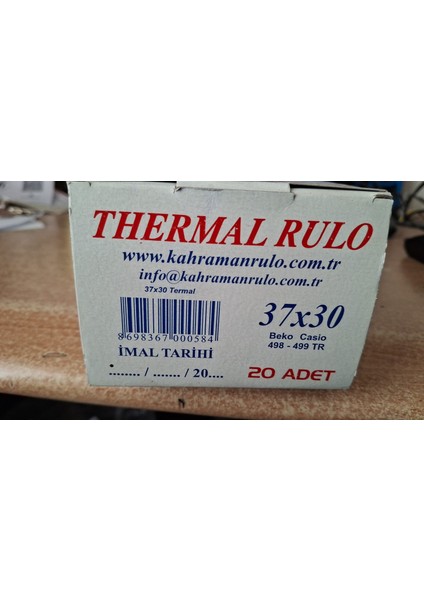 THERMAL RULO
www.kahramanrulo.com.tr
info@kahramanrulo.com.tr
37x30 Termal
37x30
Beko Casio
498 - 499 TR
8698367000584
İMAL TARİHİ
........ / ....... / 20....
20 ADET